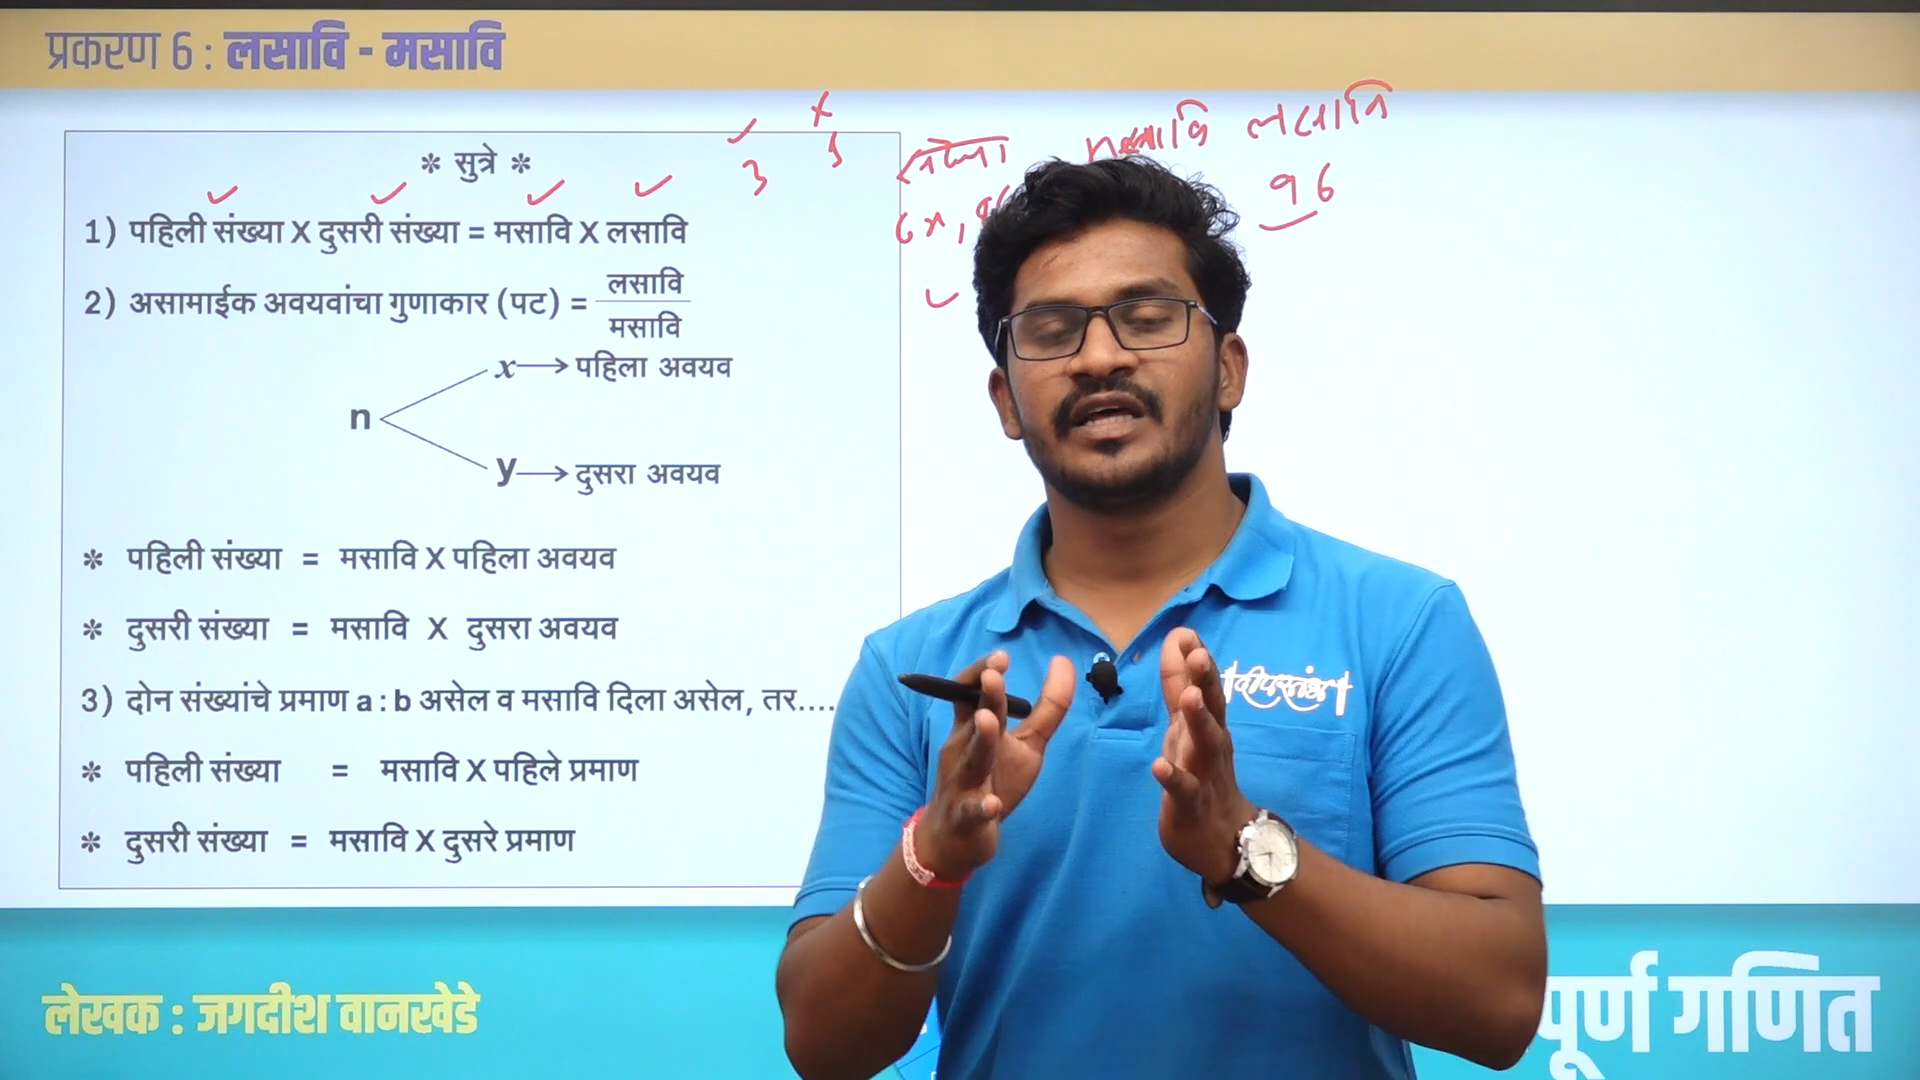 प्रकरण 6 : लसावि - मसावि
* सुत्रे *
1) पहिली संख्या X दुसरी संख्या = मसावि X लसावि
2) असामाईक अवयवांचा गुणाकार (पट) = लसावि
मसावि
x → पहिला अवयव
n
y → दुसरा अवयव
* पहिली संख्या = मसावि X पहिला अवयव
* दुसरी संख्या = मसावि X दुसरा अवयव
3) दोन संख्यांचे प्रमाण a : b असेल व मसावि दिला असेल, तर....
* पहिली संख्या = मसावि X पहिले प्रमाण
* दुसरी संख्या = मसावि X दुसरे प्रमाण
3
लसावि
96
दीपस्तंभ
लेखक : जगदीश वानखेडे
पूर्ण गणित